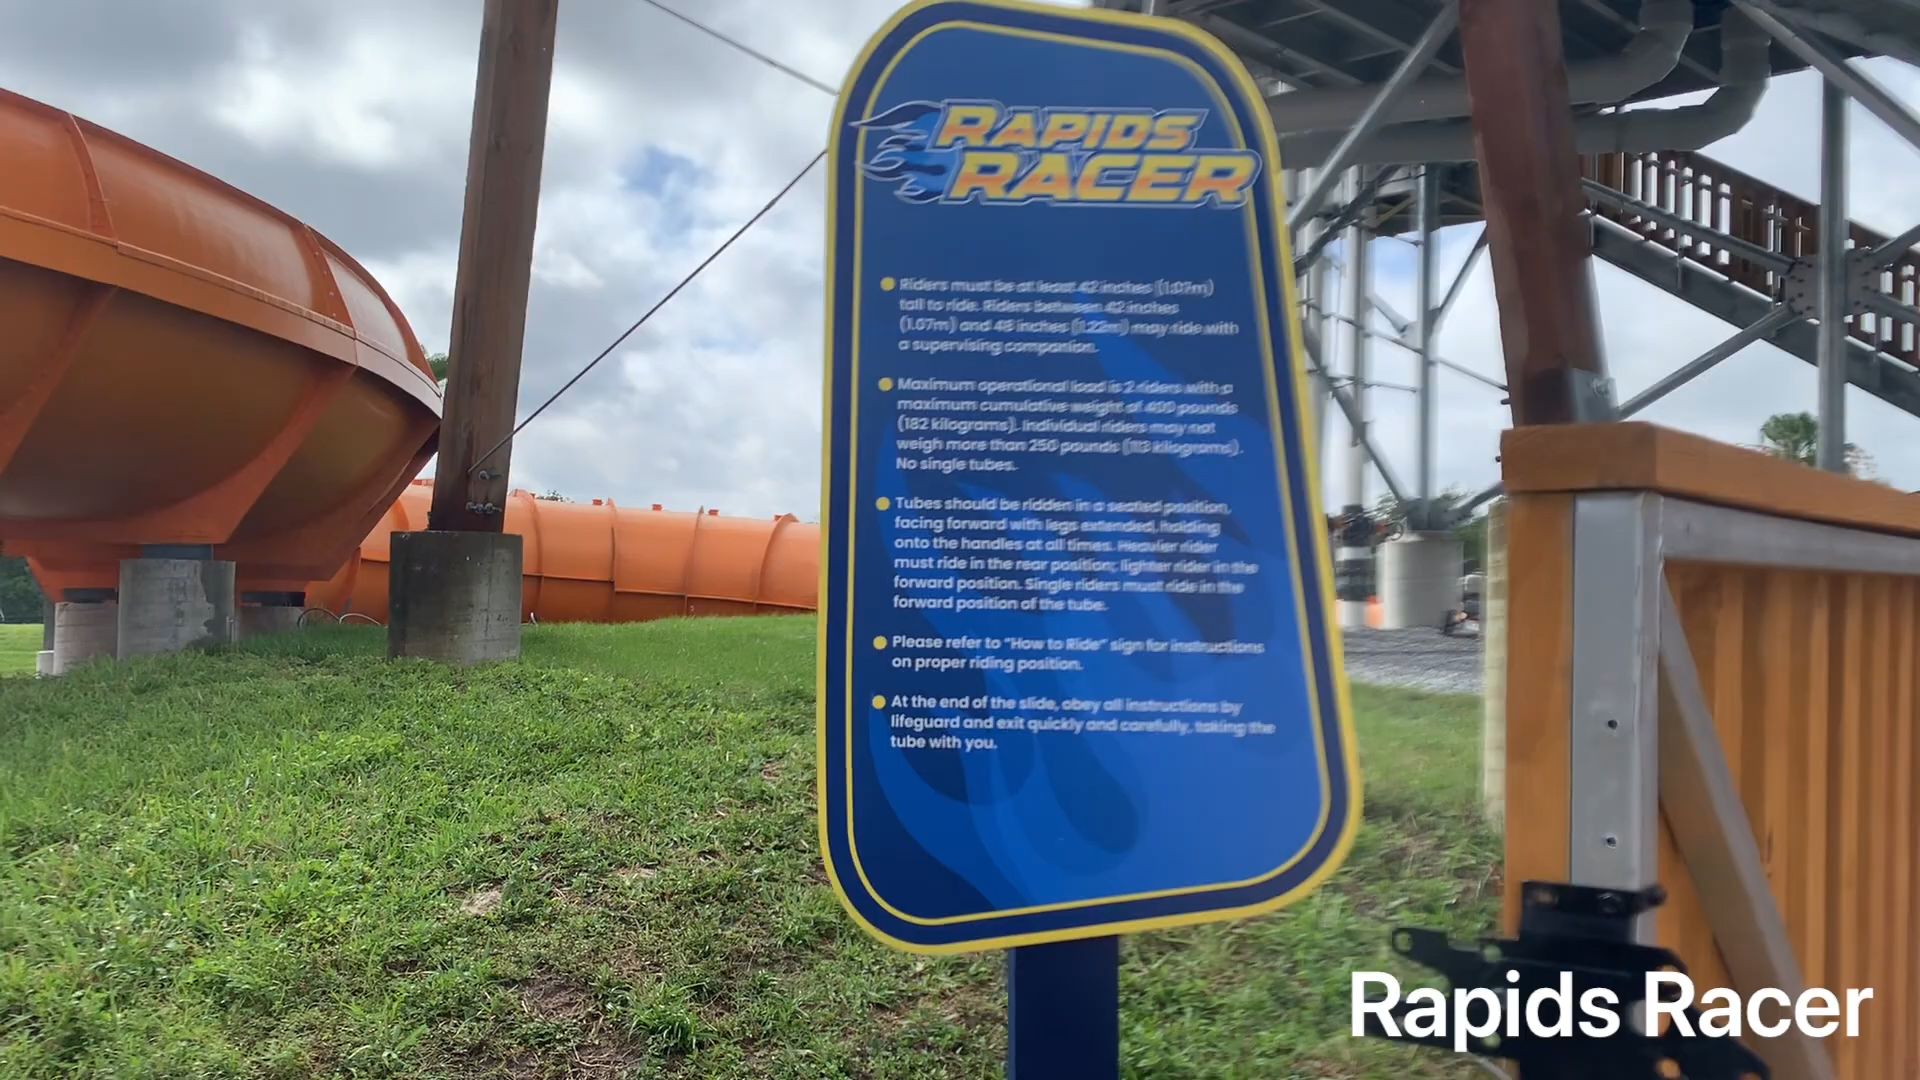 RAPIDS
RACER
Riders must be at least 42 inches (1.07m)
tall to ride. Riders between 42 inches
(1.07m) and 48 inches (1.22m) may ride with
a supervising companion.
Maximum operational load is 2 riders with a
maximum cumulative weight of 400 pounds
(182 kilograms). Individual riders may not
weigh more than 250 pounds (113 kilograms).
No single tubes.
Tubes should be ridden in a seated position,
facing forward with legs extended, holding
onto the handles at all times. Heavier rider
must ride in the rear position; lighter rider in the
forward position. Single riders must ride in the
forward position of the tube.
Please refer to "How to Ride" sign for instructions
on proper riding position.
At the end of the slide, obey all instructions by
lifeguard and exit quickly and carefully, taking the
tube with you.
Rapids Racer